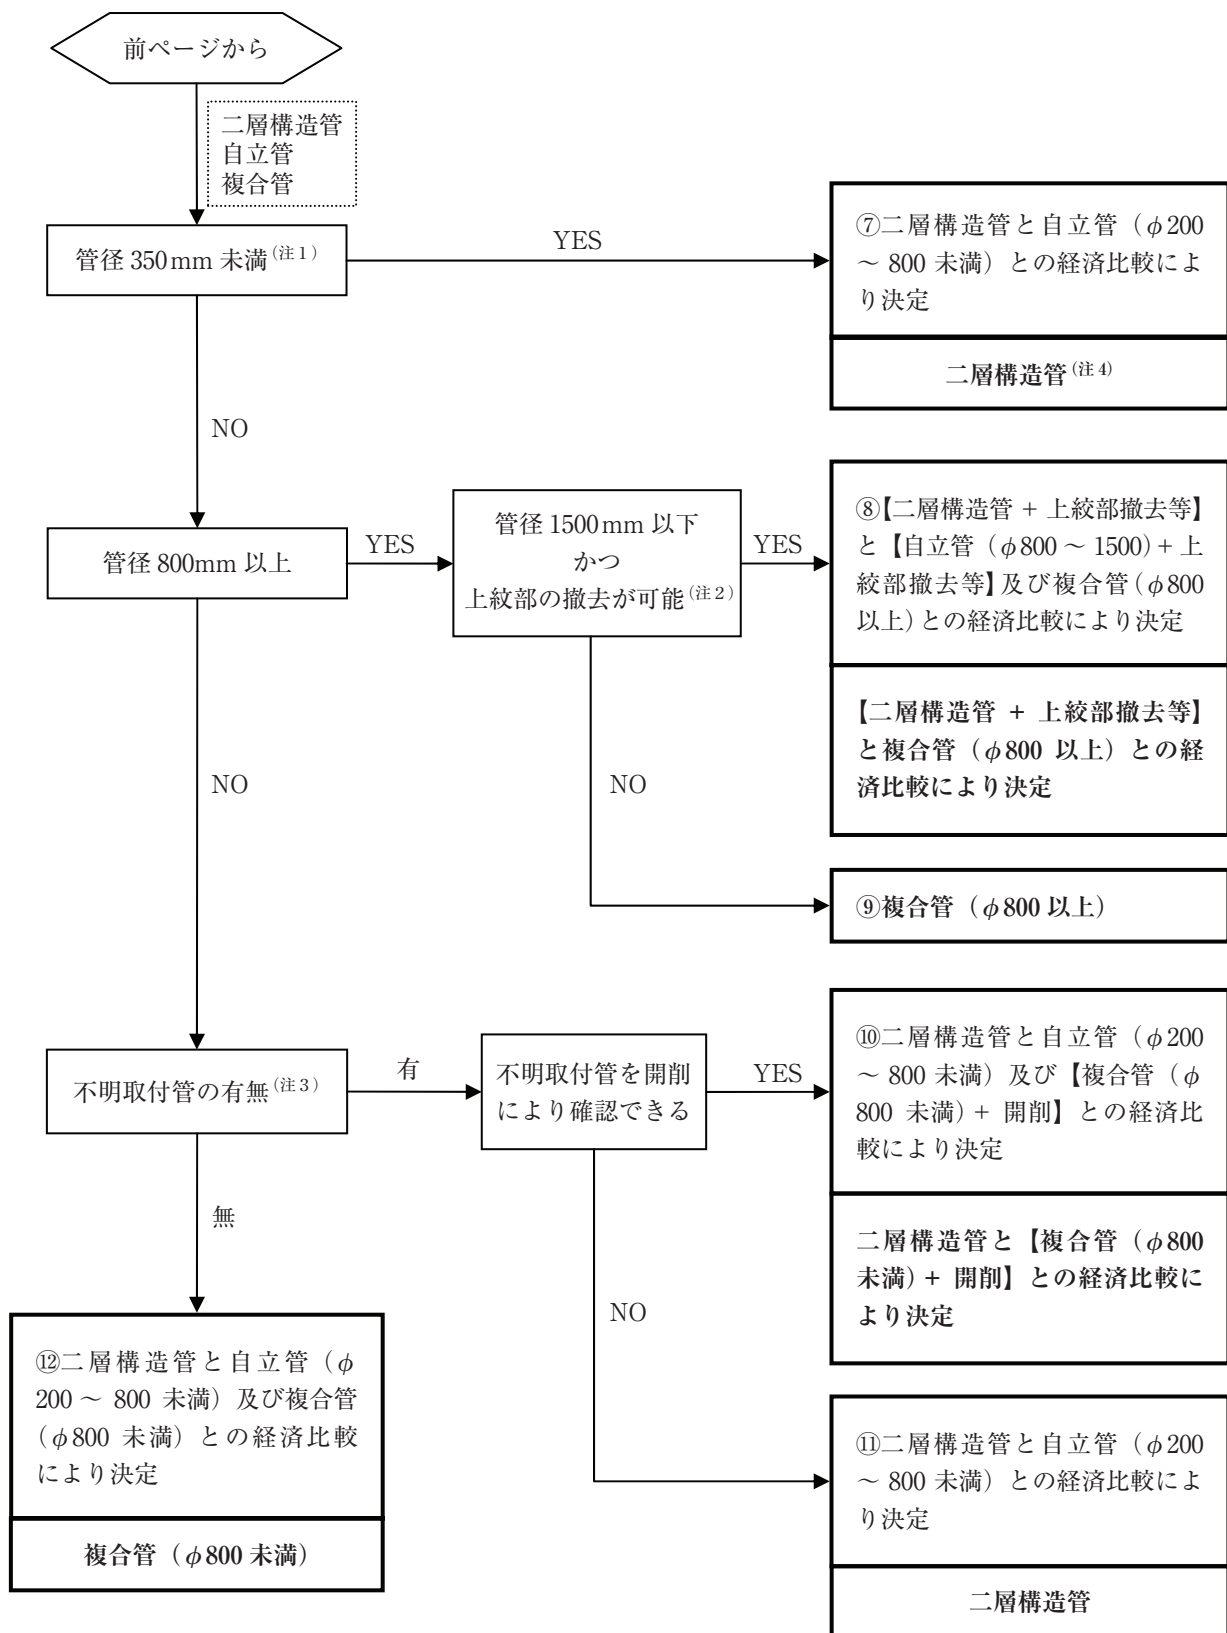 前ページから
二層構造管
自立管
複合管
管径 350mm 未満(注1)
YES
⑦二層構造管と自立管（φ200
～ 800 未満）との経済比較によ
り決定
二層構造管(注4)
NO
管径 800mm 以上
YES
管径 1500mm 以下
かつ
上紋部の撤去が可能(注2)
YES
⑧【二層構造管 + 上絞部撤去等】
と【自立管（φ800 ～ 1500）+ 上
絞部撤去等】及び複合管（φ800
以上）との経済比較により決定
【二層構造管 + 上絞部撤去等】
と複合管（φ800 以上）との経
済比較により決定
NO
NO
⑨複合管（φ800 以上）
不明取付管の有無(注3)
有
不明取付管を開削
により確認できる
YES
⑩二層構造管と自立管（φ200
～ 800 未満）及び【複合管（φ
800 未満）+ 開削】との経済比
較により決定
二層構造管と【複合管（φ800
未満）+ 開削】との経済比較に
より決定
無
NO
⑫二層構造管と自立管（φ
200 ～ 800 未満）及び複合管
（φ800 未満）との経済比較
により決定
複合管（φ800 未満）
⑪二層構造管と自立管（φ200
～ 800 未満）との経済比較によ
り決定
二層構造管